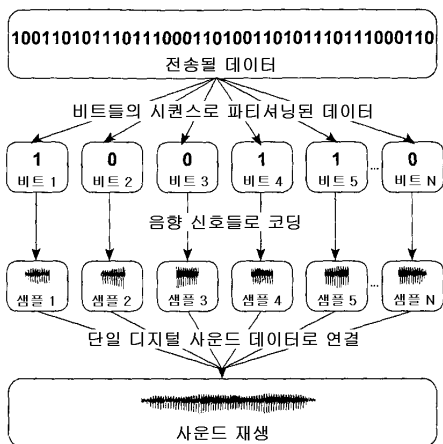 1001101011101110001101001101011101110001​10
전송될 데이터
비트들의 시퀀스로 파티셔닝된 데이터
1 0 0 1 1 0
비트 1 비트 2 비트 3 비트 4 비트 5 ... 비트 N
음향 신호들로 코딩
샘플 1 샘플 2 샘플 3 샘플 4 샘플 5 ... 샘플 N
단일 디지털 사운드 데이터로 연결
사운드 재생